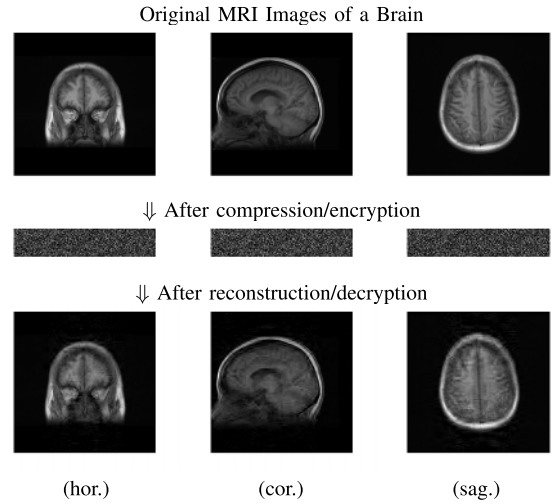 Original MRI Images of a Brain
⇓ After compression/encryption
⇓ After reconstruction/decryption
(hor.) (cor.) (sag.)